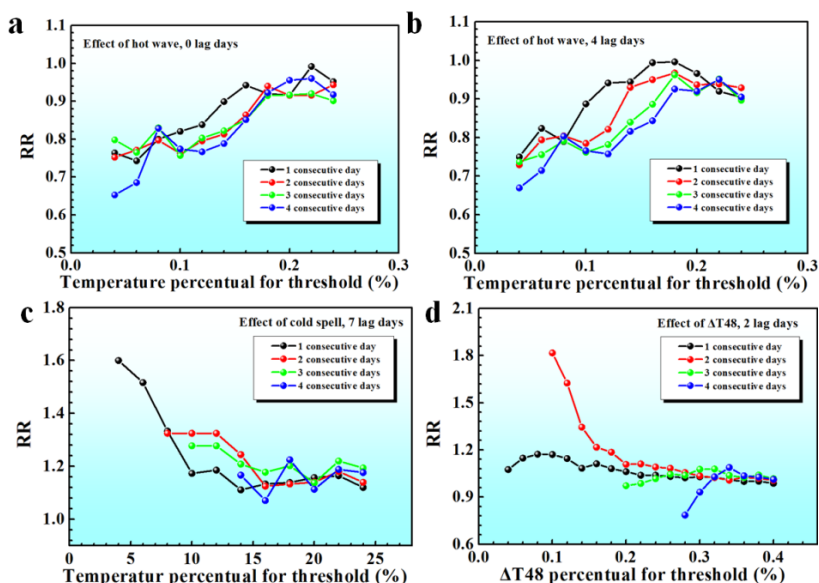 a
Effect of hot wave, 0 lag days
RR
1.1
1.0
0.9
0.8
0.7
0.6
0.5
1 consecutive day
2 consecutive days
3 consecutive days
4 consecutive days
0.0 0.1 0.2 0.3
Temperature percentual for threshold (%)
b
Effect of hot wave, 4 lag days
RR
1.1
1.0
0.9
0.8
0.7
0.6
0.5
1 consecutive day
2 consecutive days
3 consecutive days
4 consecutive days
0.0 0.1 0.2 0.3
Temperature percentual for threshold (%)
c
Effect of cold spell, 7 lag days
RR
1.8
1.6
1.4
1.2
1.0
1 consecutive day
2 consecutive days
3 consecutive days
4 consecutive days
0 5 10 15 20 25
Temperatur percentual for threshold (%)
d
Effect of ΔT48, 2 lag days
RR
2.1
1.8
1.5
1.2
0.9
0.6
1 consecutive day
2 consecutive days
3 consecutive days
4 consecutive days
0.0 0.1 0.2 0.3 0.4
ΔT48 percentual for threshold (%)